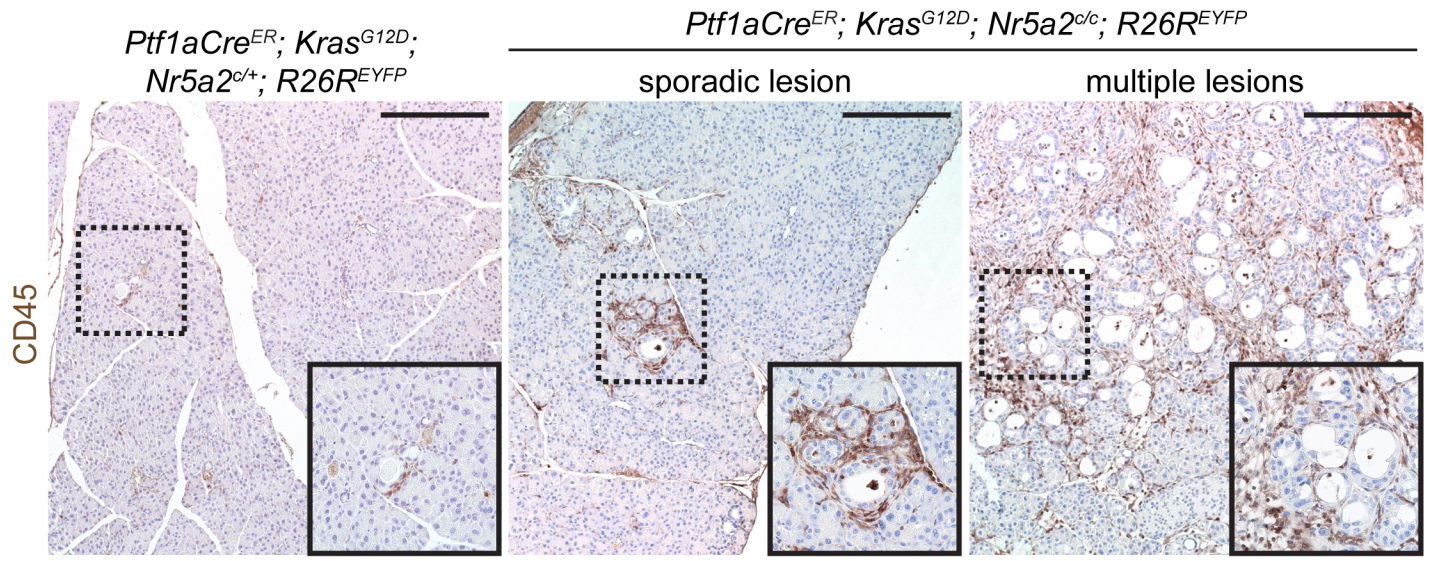 Ptf1aCreᴱᴿ; Krasᴳ¹²ᴰ;
Nr5a2ᶜ/⁺; R26Rᴱʸᶠᴾ
Ptf1aCreᴱᴿ; Krasᴳ¹²ᴰ; Nr5a2ᶜ/ᶜ; R26Rᴱʸᶠᴾ
sporadic lesion
multiple lesions
CD45